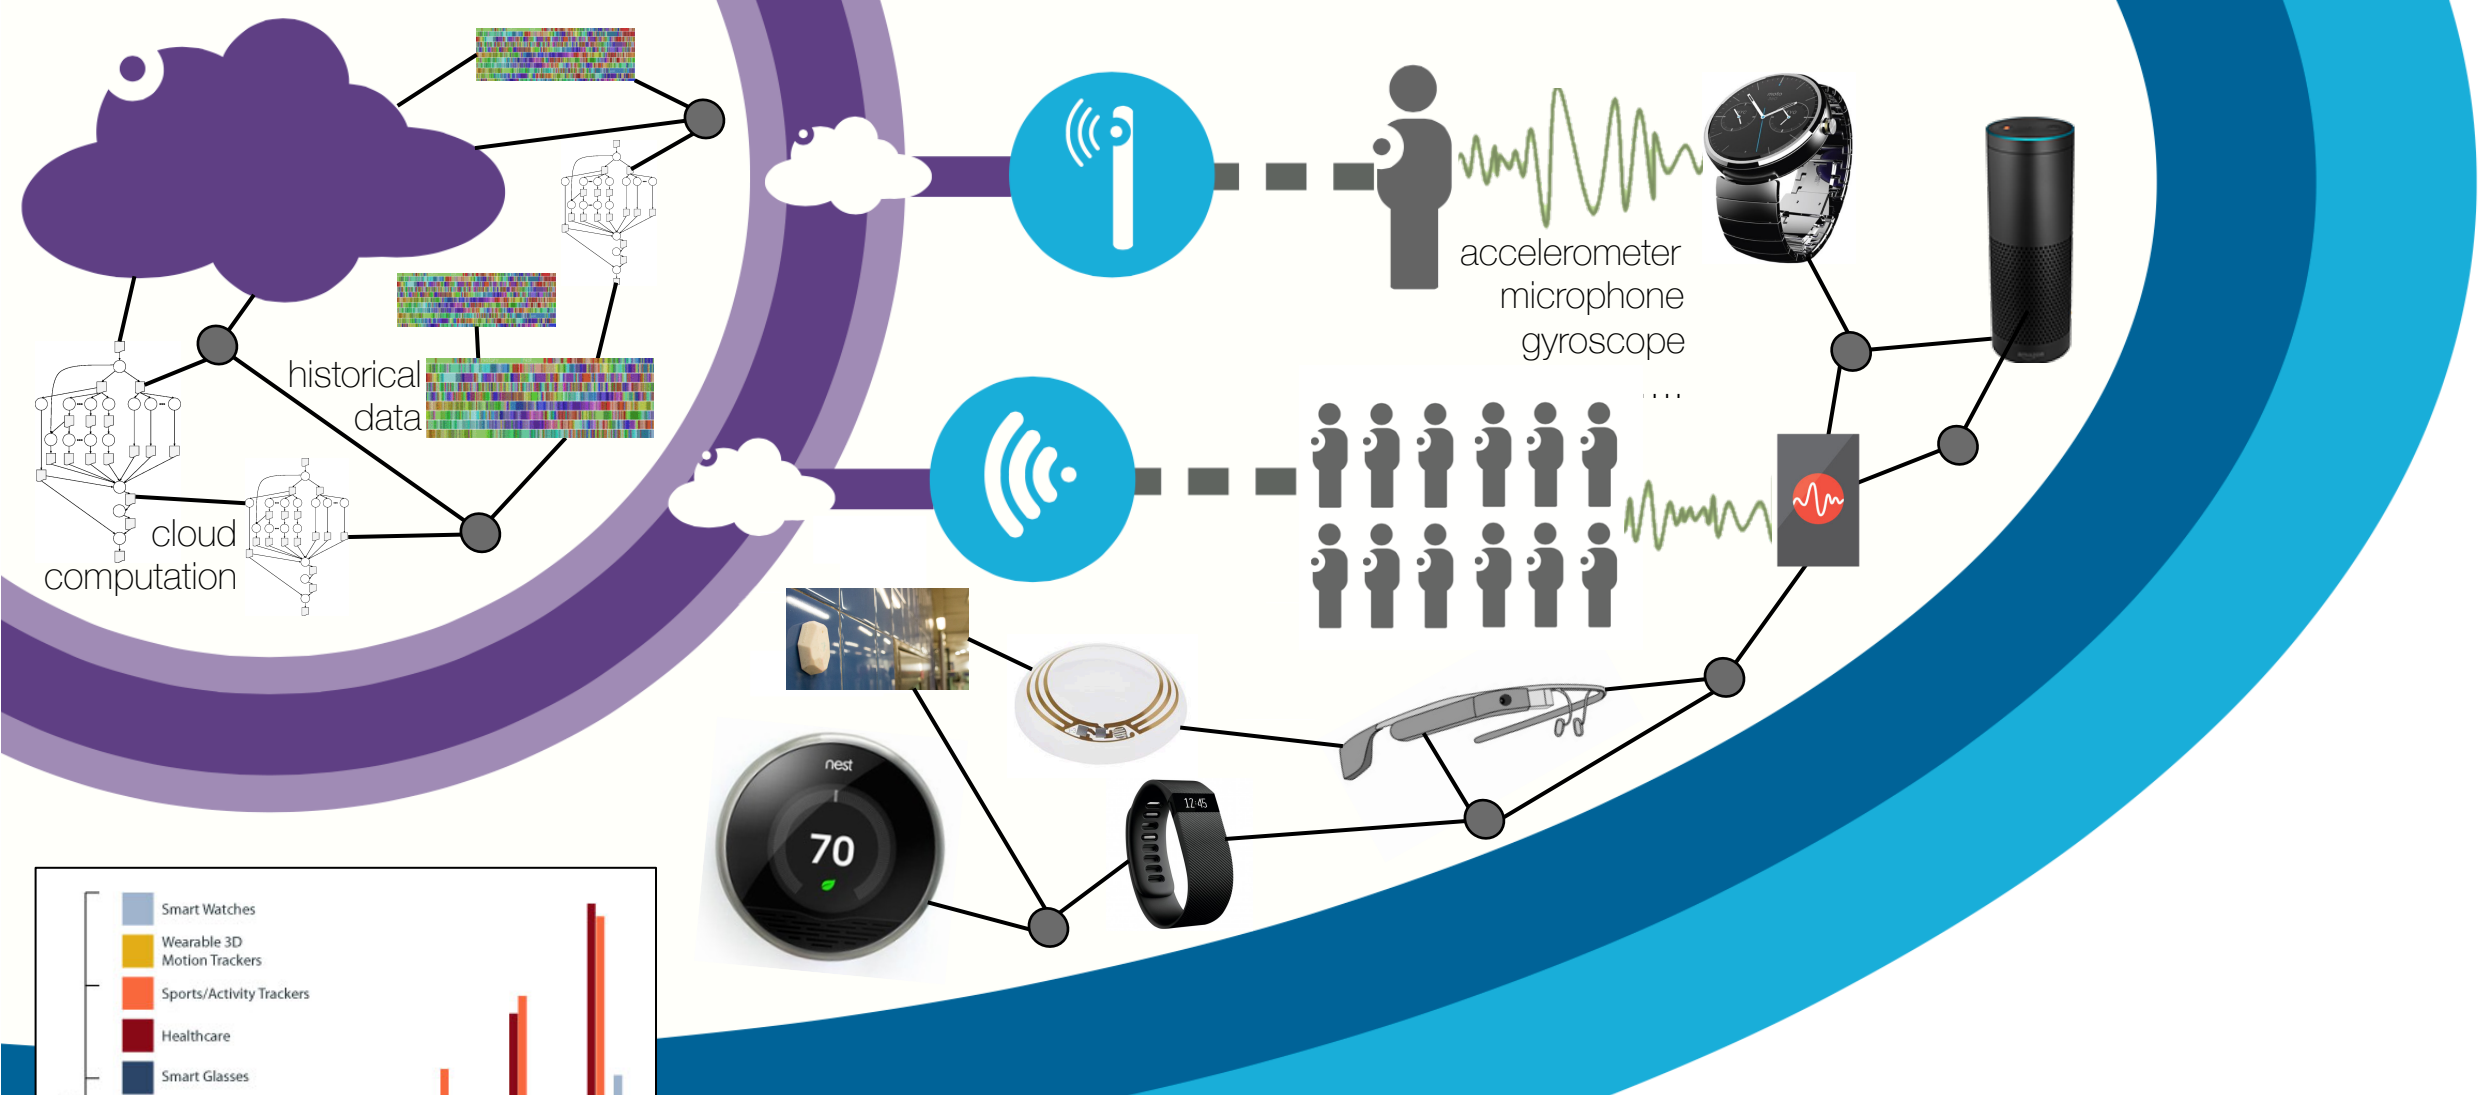 accelerometer
microphone
gyroscope
....
historical
data
cloud
computation
nest
70
12:45
Smart Watches
Wearable 3D
Motion Trackers
Sports/Activity Trackers
Healthcare
Smart Glasses